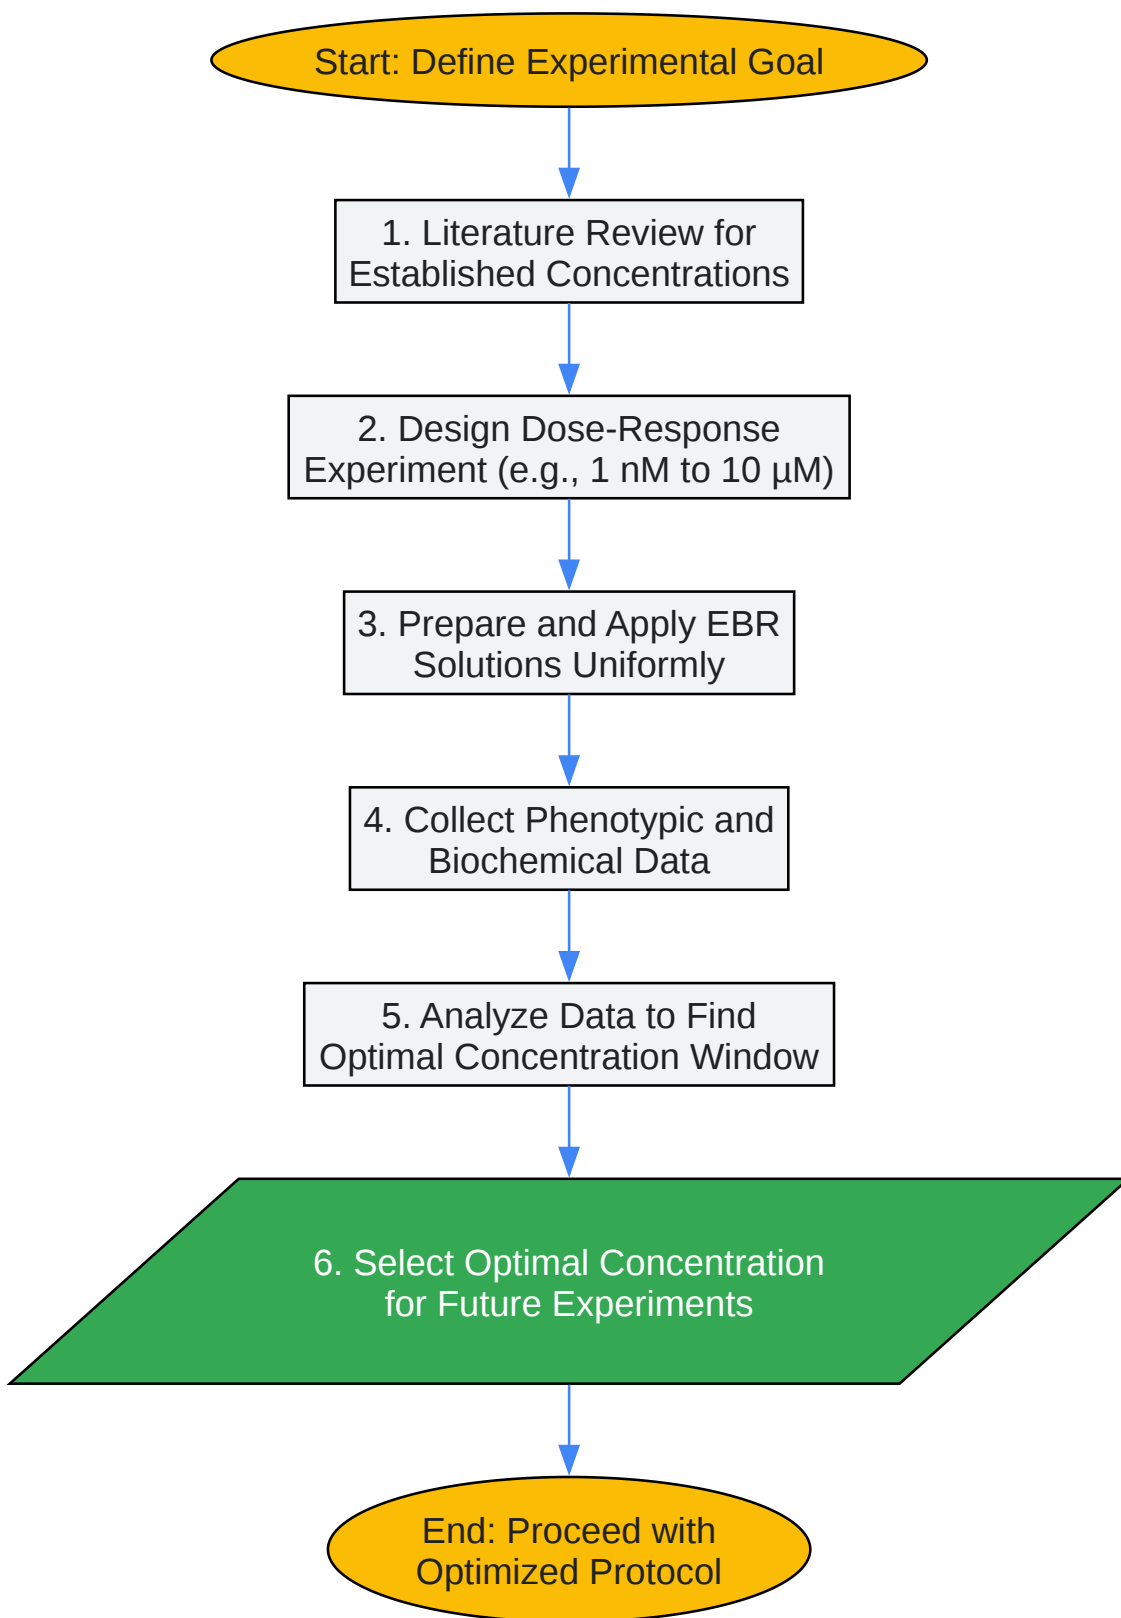 Start: Define Experimental Goal
1. Literature Review for
Established Concentrations
2. Design Dose-Response
Experiment (e.g., 1 nM to 10 µM)
3. Prepare and Apply EBR
Solutions Uniformly
4. Collect Phenotypic and
Biochemical Data
5. Analyze Data to Find
Optimal Concentration Window
6. Select Optimal Concentration
for Future Experiments
End: Proceed with
Optimized Protocol